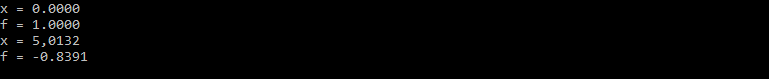 x = 0.0000
f = 1.0000
x = 5,0132
f = -0.8391